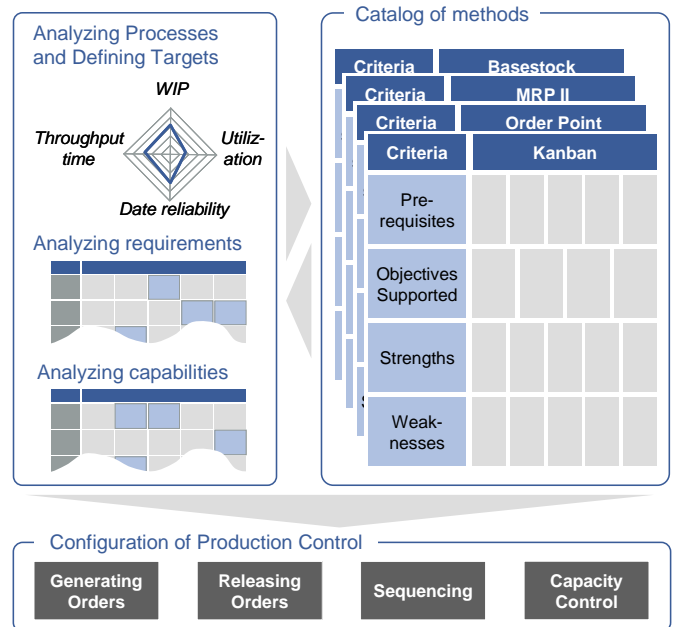 Analyzing Processes
and Defining Targets
WIP
Throughput
time
Utiliz-
ation
Date reliability
Analyzing requirements
Analyzing capabilities
Catalog of methods
Criteria
Basestock
Criteria
MRP II
Criteria
Order Point
Criteria
Kanban
Pre-
requisites
Objectives
Supported
Strengths
Weak-
nesses
Configuration of Production Control
Generating
Orders
Releasing
Orders
Sequencing
Capacity
Control